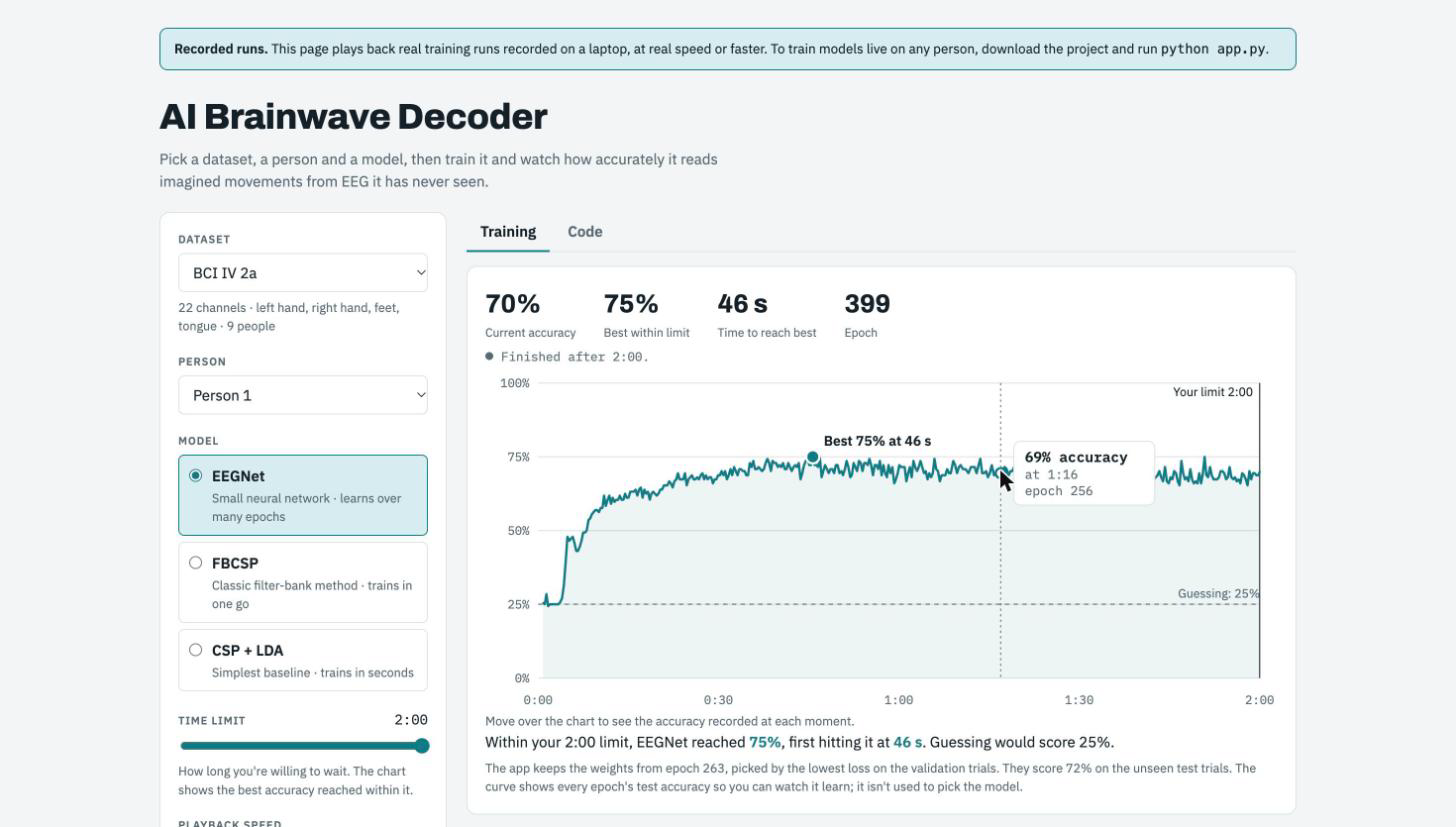 Recorded runs. This page plays back real training runs recorded on a laptop, at real speed or faster. To train models live on any person, download the project and run python app.py.
AI Brainwave Decoder
Pick a dataset, a person and a model, then train it and watch how accurately it reads
imagined movements from EEG it has never seen.
DATASET
BCI IV 2a
22 channels · left hand, right hand, feet,
tongue · 9 people
PERSON
Person 1
MODEL
EEGNet
Small neural network · learns over
many epochs
FBCSP
Classic filter-bank method · trains in
one go
CSP + LDA
Simplest baseline · trains in seconds
TIME LIMIT 2:00
How long you're willing to wait. The chart
shows the best accuracy reached within it.
PLAYBACK SPEED
Training Code
70% 75% 46 s 399
Current accuracy Best within limit Time to reach best Epoch
Finished after 2:00.
100%
Your limit 2:00
Best 75% at 46 s
75%
69% accuracy
at 1:16
epoch 256
50%
Guessing: 25%
25%
0%
0:00 0:30 1:00 1:30 2:00
Move over the chart to see the accuracy recorded at each moment.
Within your 2:00 limit, EEGNet reached 75%, first hitting it at 46 s. Guessing would score 25%.
The app keeps the weights from epoch 263, picked by the lowest loss on the validation trials. They score 72% on the unseen test trials. The
curve shows every epoch's test accuracy so you can watch it learn; it isn't used to pick the model.